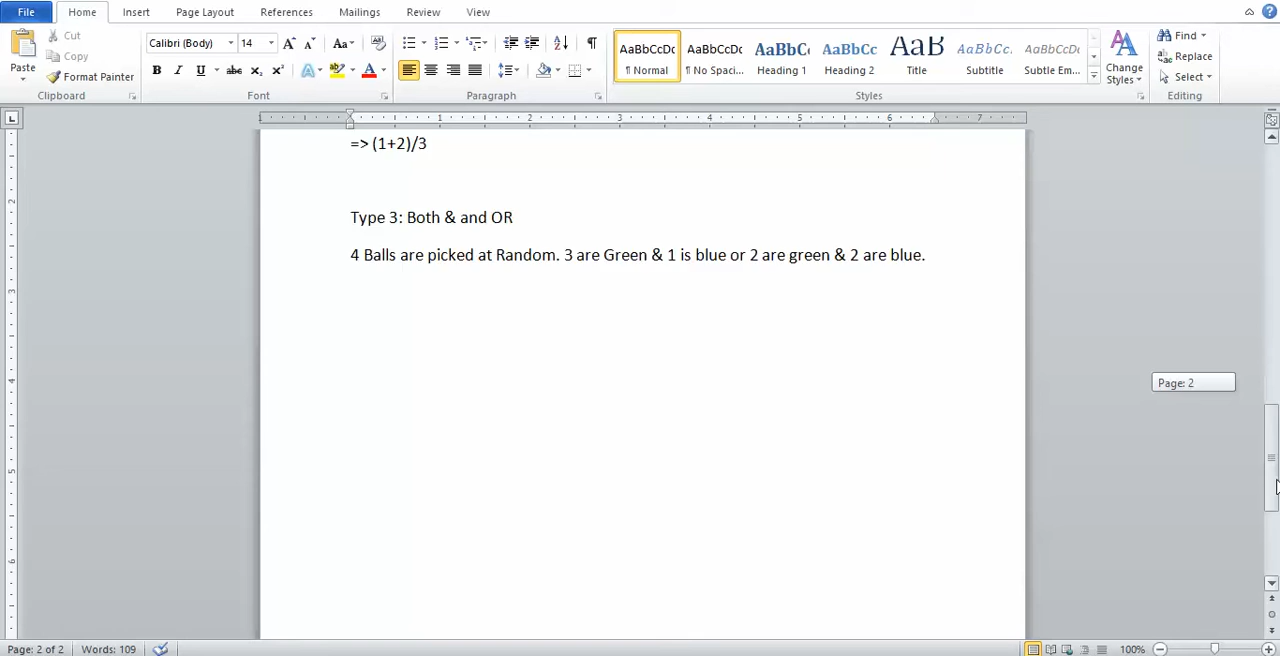 File Home Insert Page Layout References Mailings Review View
Paste
Cut
Copy
Format Painter
Clipboard
Calibri (Body) 14
Font
Paragraph
AaBbCcDc AaBbCcDc AaBbC AaBbCc AaB AaBbCc. AaBbCcDc
¶ Normal ¶ No Spaci... Heading 1 Heading 2 Title Subtitle Subtle Em...
Styles
Change Styles
Find
Replace
Select
Editing
=> (1+2)/3
Type 3: Both & and OR
4 Balls are picked at Random. 3 are Green & 1 is blue or 2 are green & 2 are blue.
Page: 2
Page: 2 of 2 Words: 109 100%